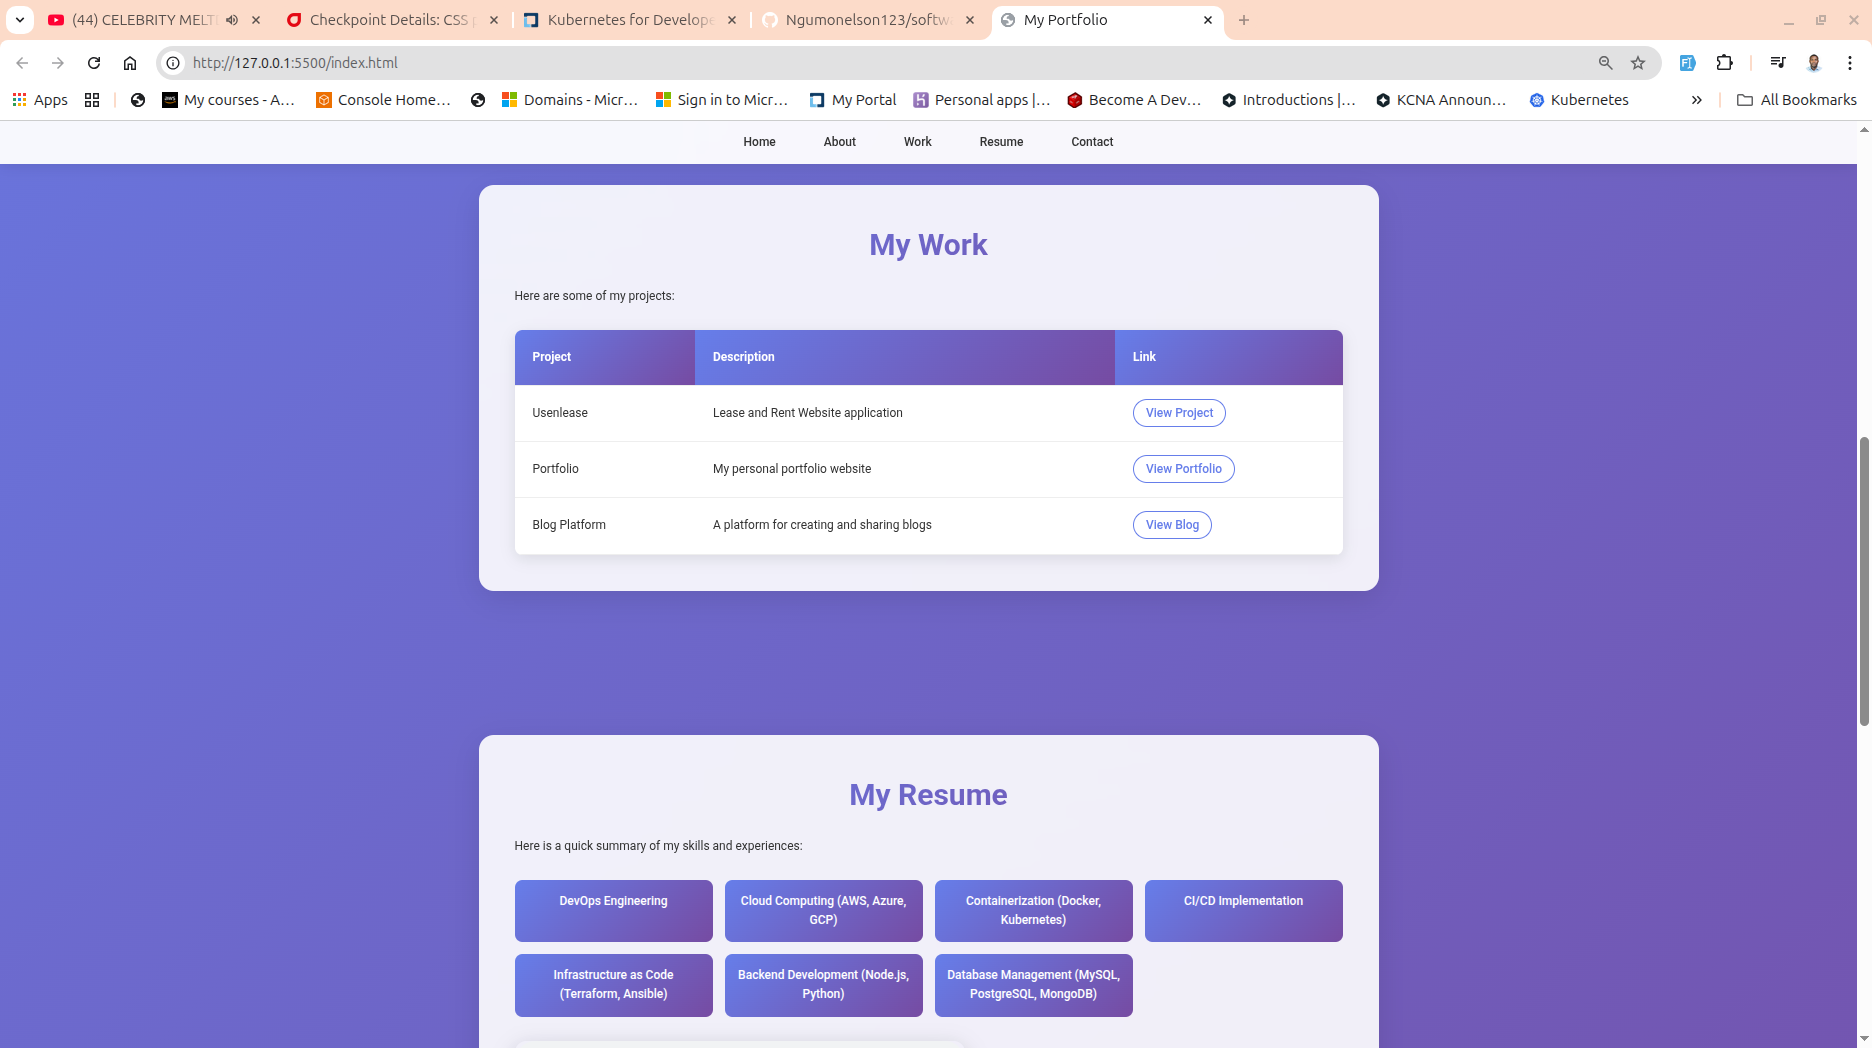 (44) CELEBRITY MELT
Checkpoint Details: CSS
Kubernetes for Develope
Ngumonelson123/softw
My Portfolio
http://127.0.0.1:5500/index.html
Apps
My courses - A...
Console Home...
Domains - Micr...
Sign in to Micr...
My Portal
Personal apps |...
Become A Dev...
Introductions |...
KCNA Announ...
Kubernetes
All Bookmarks
Home
About
Work
Resume
Contact
My Work
Here are some of my projects:
Project Description Link
Usenlease Lease and Rent Website application View Project
Portfolio My personal portfolio website View Portfolio
Blog Platform A platform for creating and sharing blogs View Blog
My Resume
Here is a quick summary of my skills and experiences:
DevOps Engineering
Cloud Computing (AWS, Azure,
GCP)
Containerization (Docker,
Kubernetes)
CI/CD Implementation
Infrastructure as Code
(Terraform, Ansible)
Backend Development (Node.js,
Python)
Database Management (MySQL,
PostgreSQL, MongoDB)